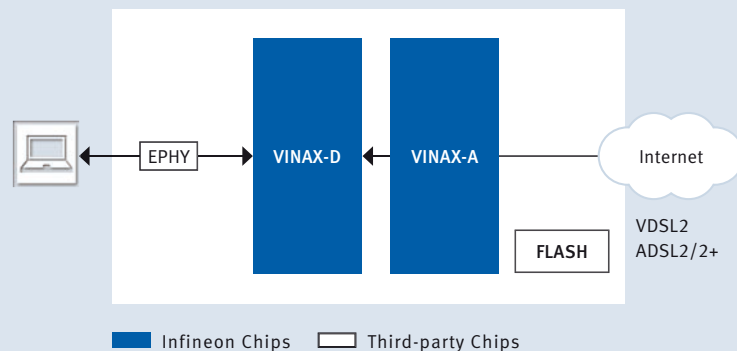 EPHY
VINAX-D
VINAX-A
Internet
VDSL2
ADSL2/2+
FLASH
Infineon Chips
Third-party Chips